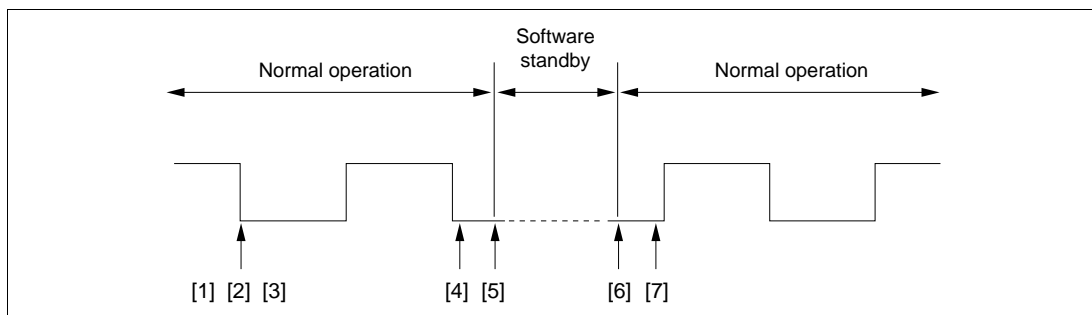 Software
standby
Normal operation
Normal operation
[1] [2] [3] [4] [5] [6] [7]